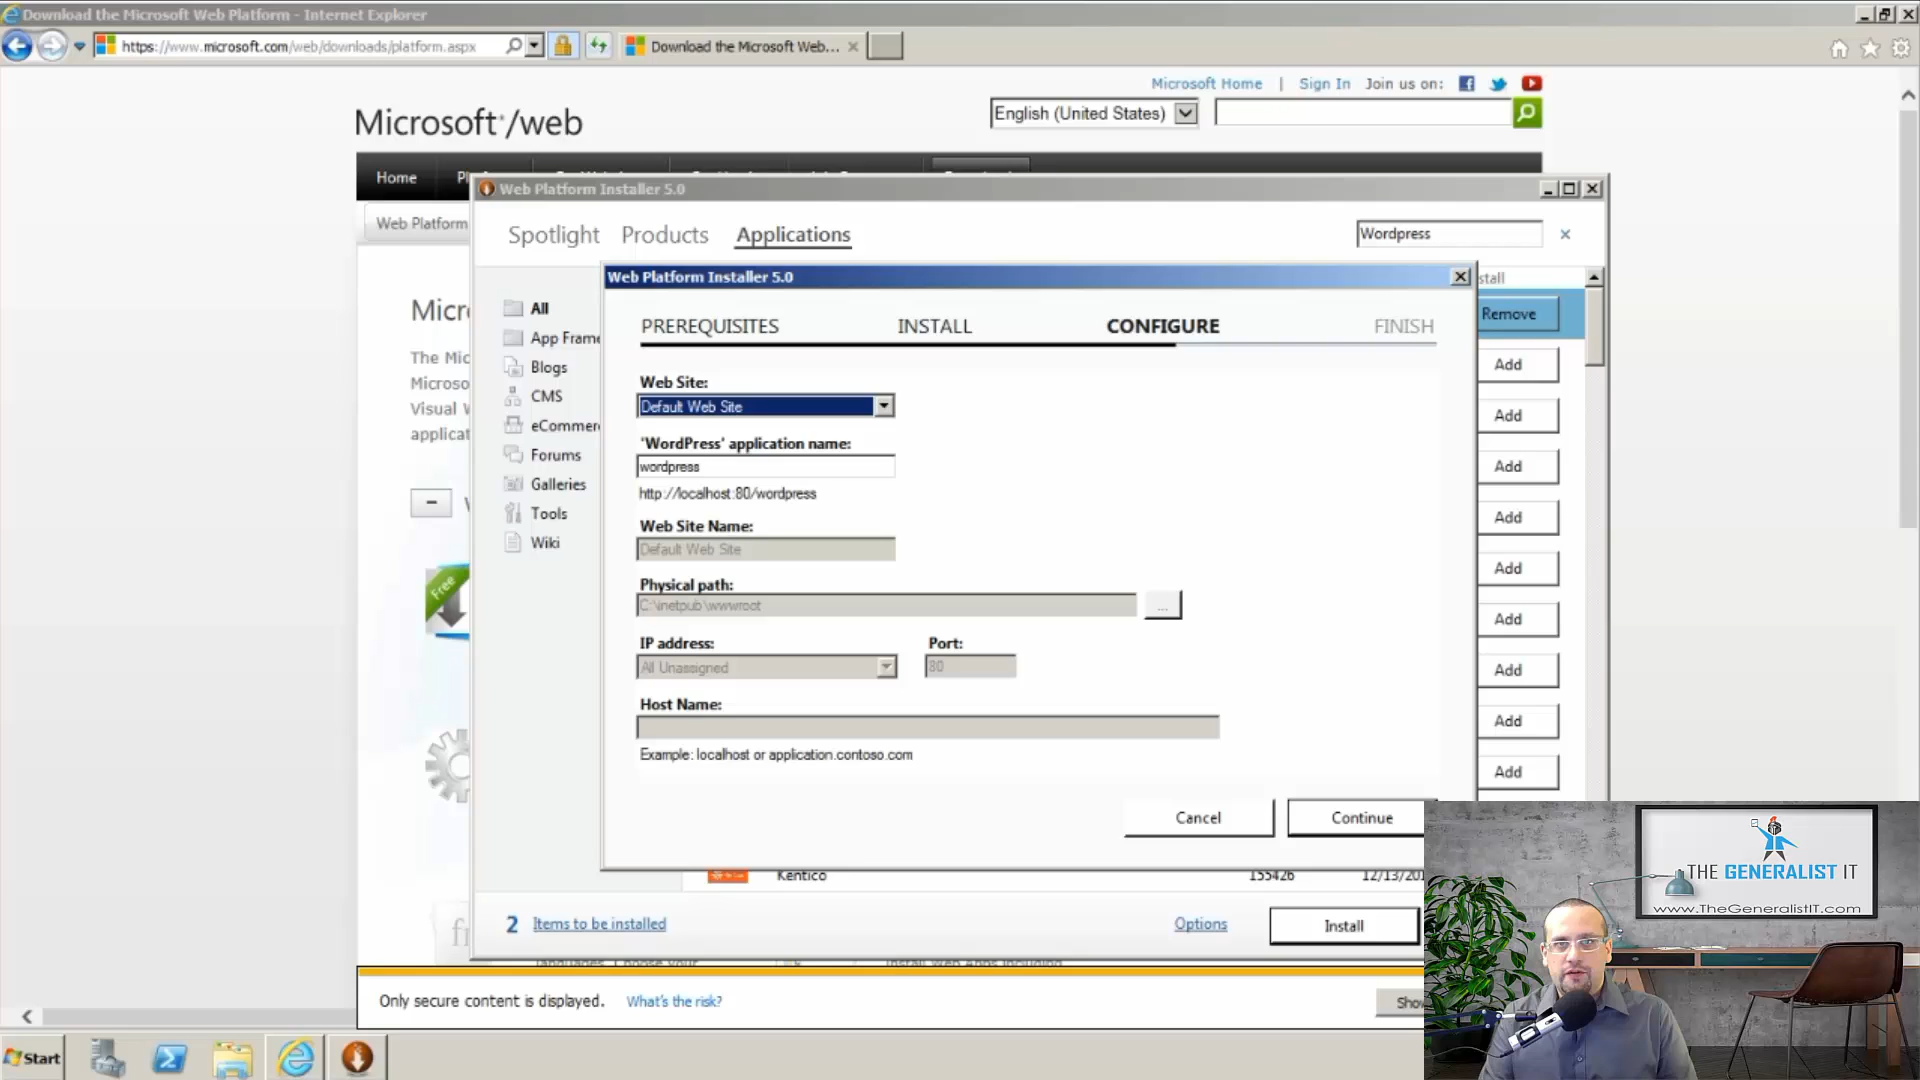 Download the Microsoft Web Platform - Internet Explorer
https://www.microsoft.com/web/downloads/platform.aspx
Download the Microsoft Web...
Microsoft Home | Sign In Join us on:
Microsoft /web
English (United States)
Home
Web Platform Installer 5.0
Web Platform
Spotlight Products Applications
Wordpress
Web Platform Installer 5.0
PREREQUISITES INSTALL CONFIGURE FINISH
All
App Frame
Blogs
CMS
eCommer
Forums
Galleries
Tools
Wiki
Remove
Add
Add
Add
Add
Add
Add
Add
Add
Add
Micr
The Mic
Microso
Visual W
applicat
Free
Web Site:
Default Web Site
'WordPress' application name:
wordpress
http://localhost:80/wordpress
Web Site Name:
Default Web Site
Physical path:
C:\inetpub\wwwroot
...
IP address: Port:
All Unassigned 80
Host Name:
Example: localhost or application.contoso.com
Cancel Continue
Kentico 155426 12/13/201
2 Items to be installed Options Install
Only secure content is displayed. What's the risk? Show
Start
THE GENERALIST IT
www.TheGeneralistIT.com